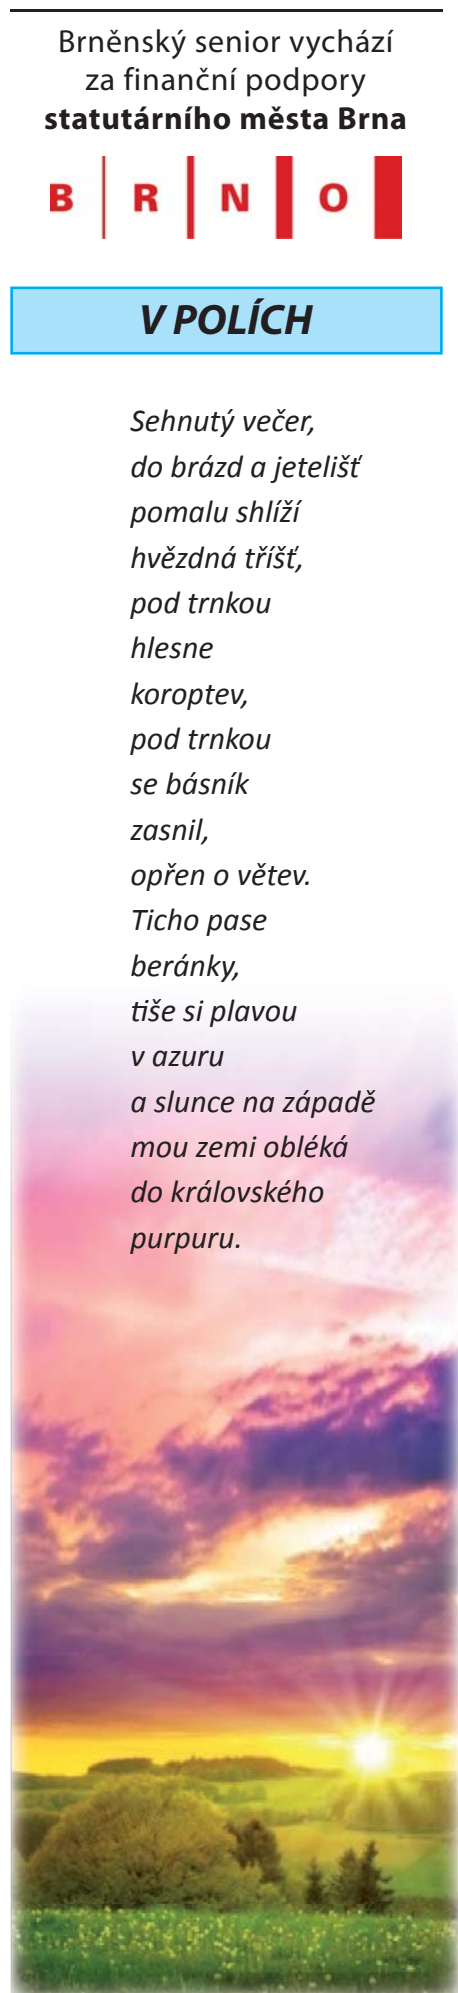 Brněnský senior vychází
za finanční podpory
statutárního města Brna
BRNO
V POLÍCH
Sehnutý večer,
do brázd a jetelišť
pomalu shlíží
hvězdná tříšť,
pod trnkou
hlesne
koroptev,
pod trnkou
se básník
zasnil,
opřen o větev.
Ticho pase
beránky,
tiše si plavou
v azuru
a slunce na západě
mou zemi obléká
do královského
purpuru.